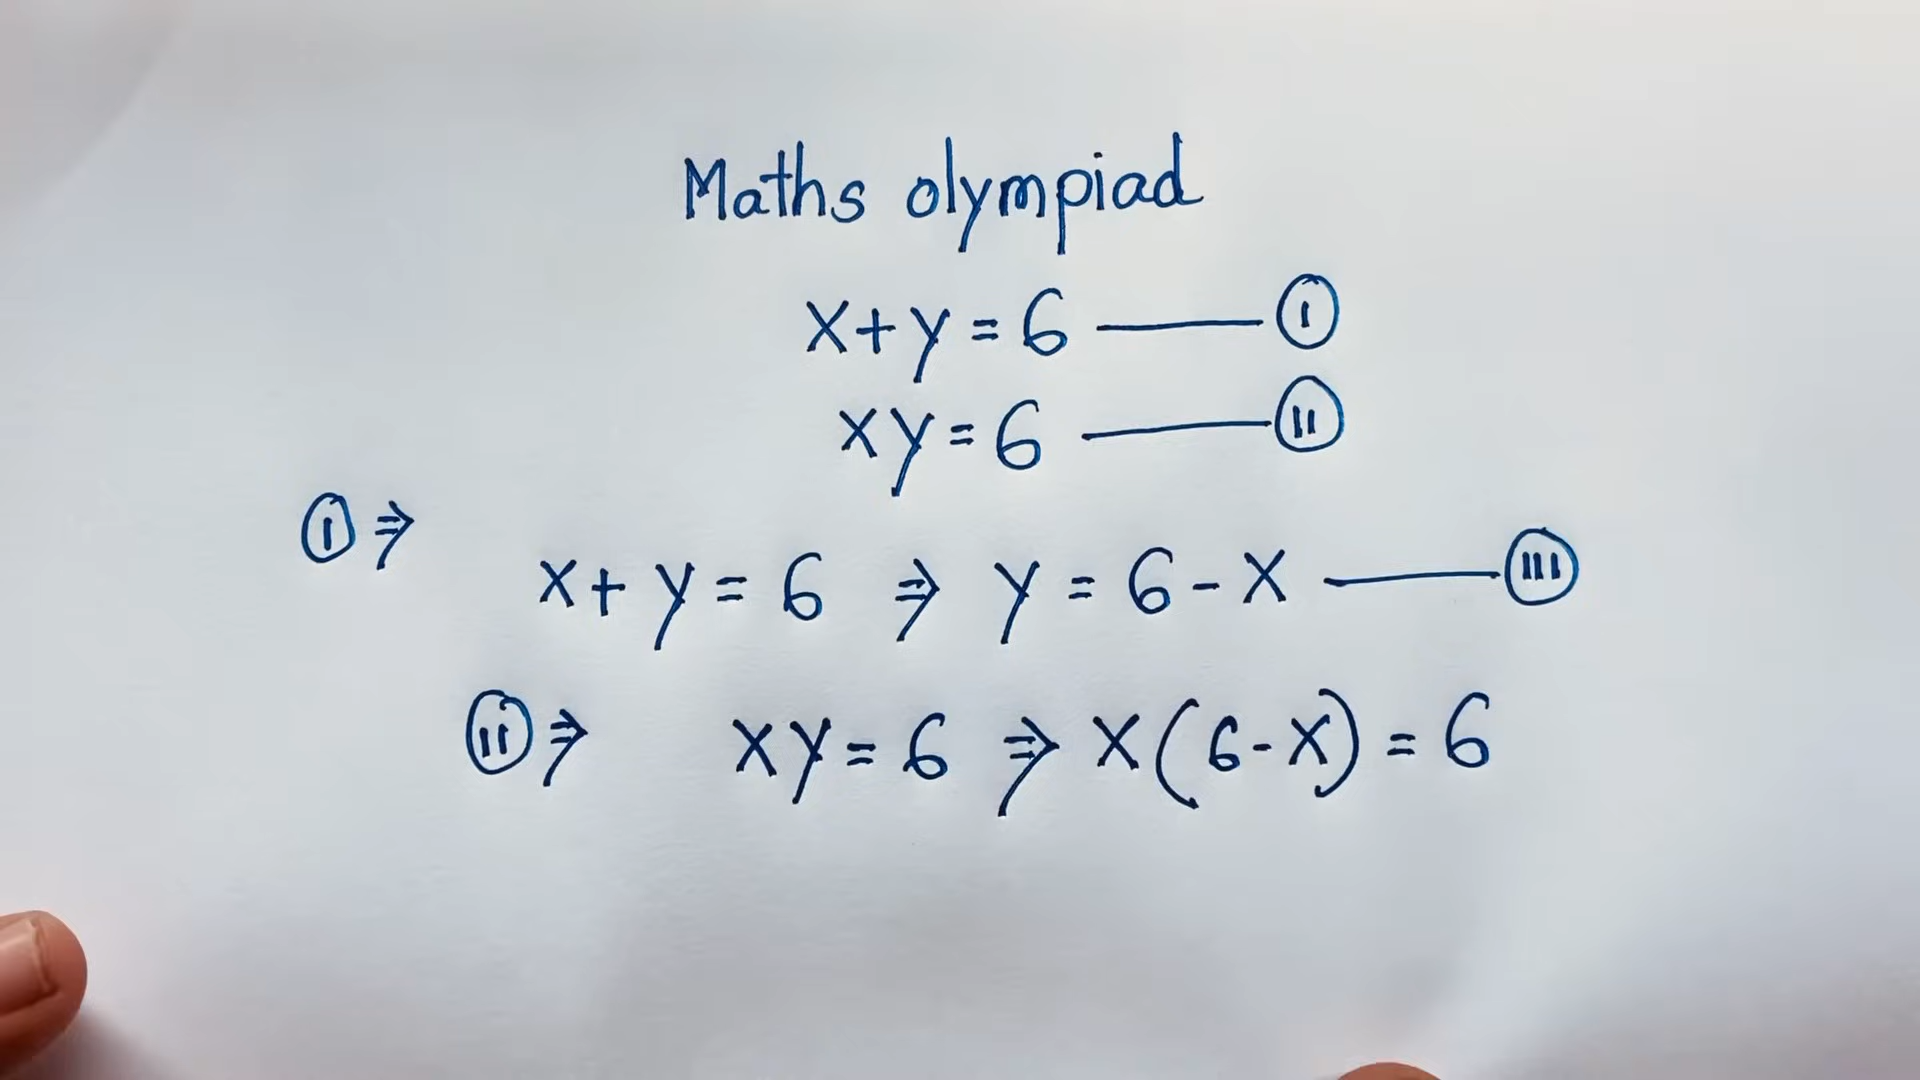 Maths olympiad
x+y=6 —— Ⓘ
xy=6 —— Ⓘⓘ
Ⓘ ⇒
x+y=6 ⇒ y=6-x —— Ⓘⓘⓘ
Ⓘⓘ ⇒ xy=6 ⇒ x(6-x)=6